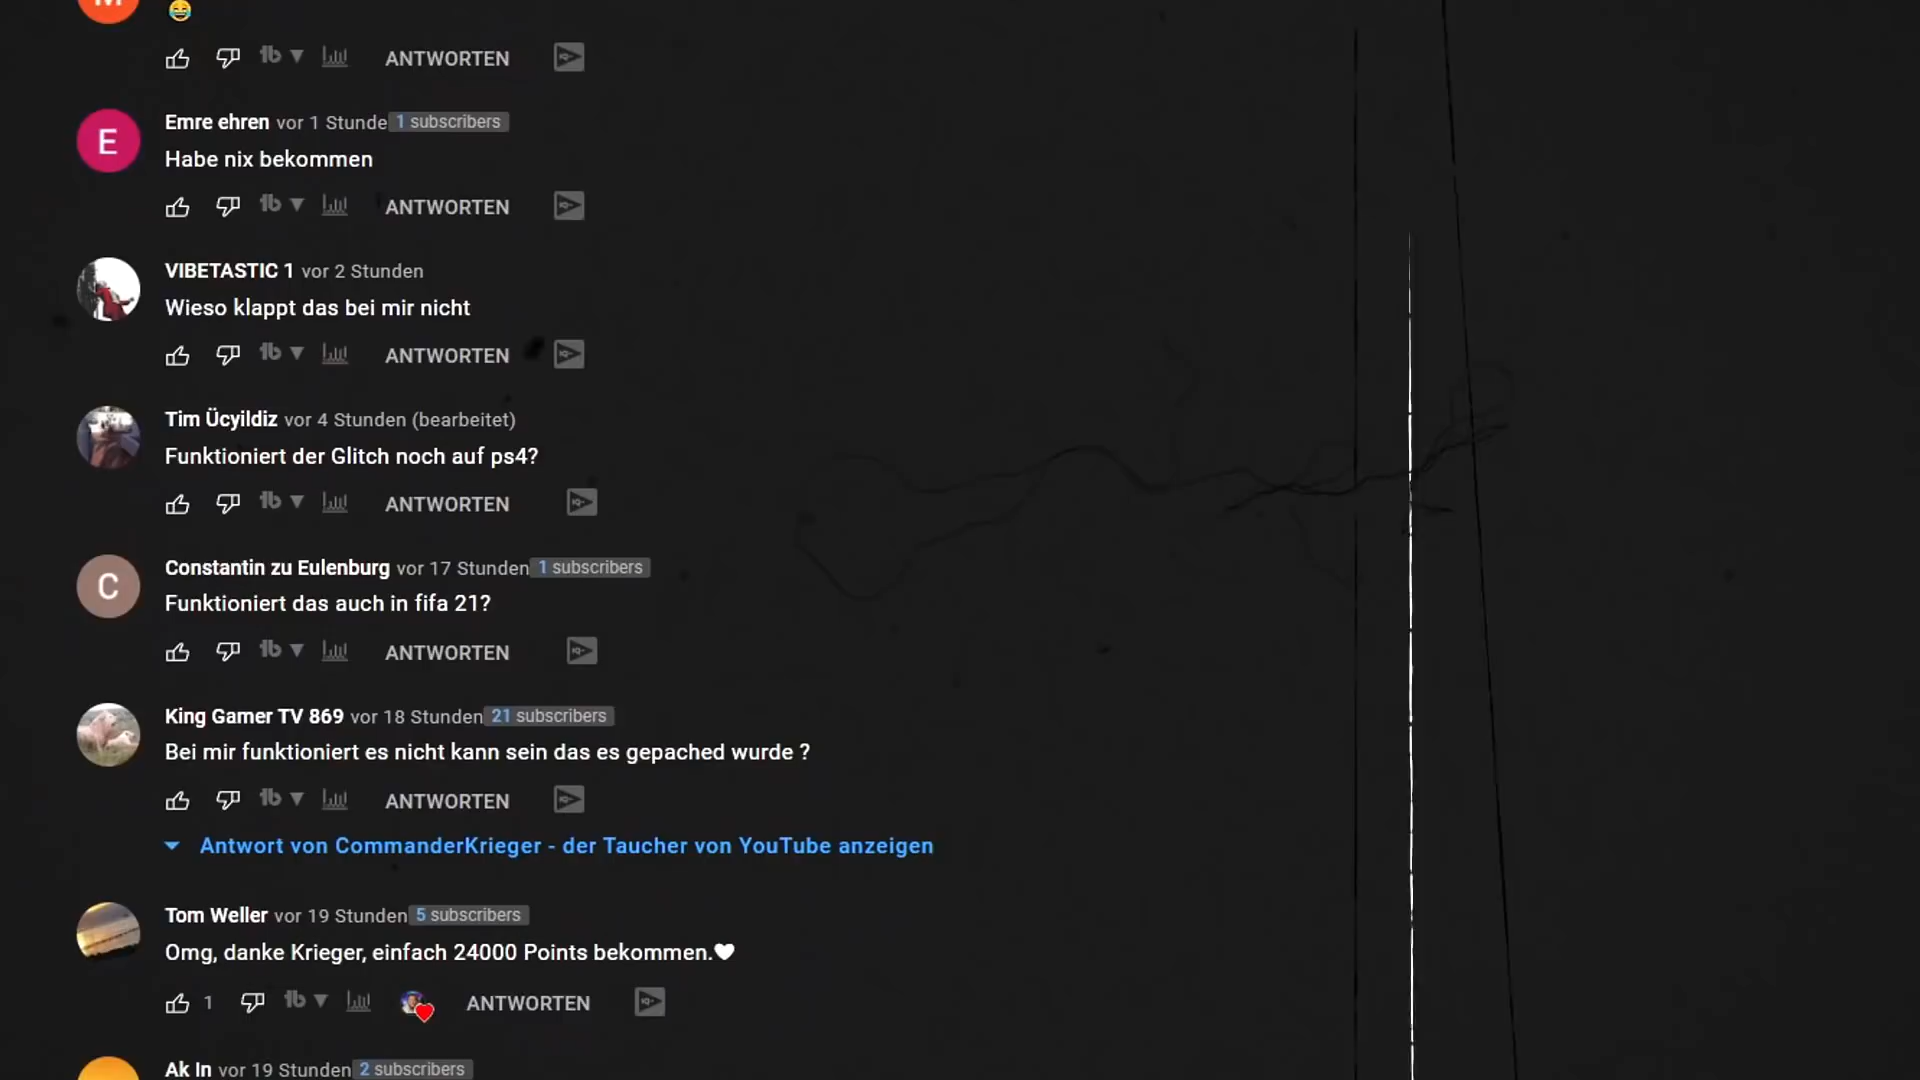 😂
ANTWORTEN
E
Emre ehren vor 1 Stunde 1 subscribers
Habe nix bekommen
ANTWORTEN
VIBETASTIC 1 vor 2 Stunden
Wieso klappt das bei mir nicht
ANTWORTEN
Tim Ücyildiz vor 4 Stunden (bearbeitet)
Funktioniert der Glitch noch auf ps4?
ANTWORTEN
C
Constantin zu Eulenburg vor 17 Stunden 1 subscribers
Funktioniert das auch in fifa 21?
ANTWORTEN
King Gamer TV 869 vor 18 Stunden 21 subscribers
Bei mir funktioniert es nicht kann sein das es gepached wurde ?
ANTWORTEN
Antwort von CommanderKrieger - der Taucher von YouTube anzeigen
Tom Weller vor 19 Stunden 5 subscribers
Omg, danke Krieger, einfach 24000 Points bekommen.🤍
1 ANTWORTEN
Ak In vor 19 Stunden 2 subscribers